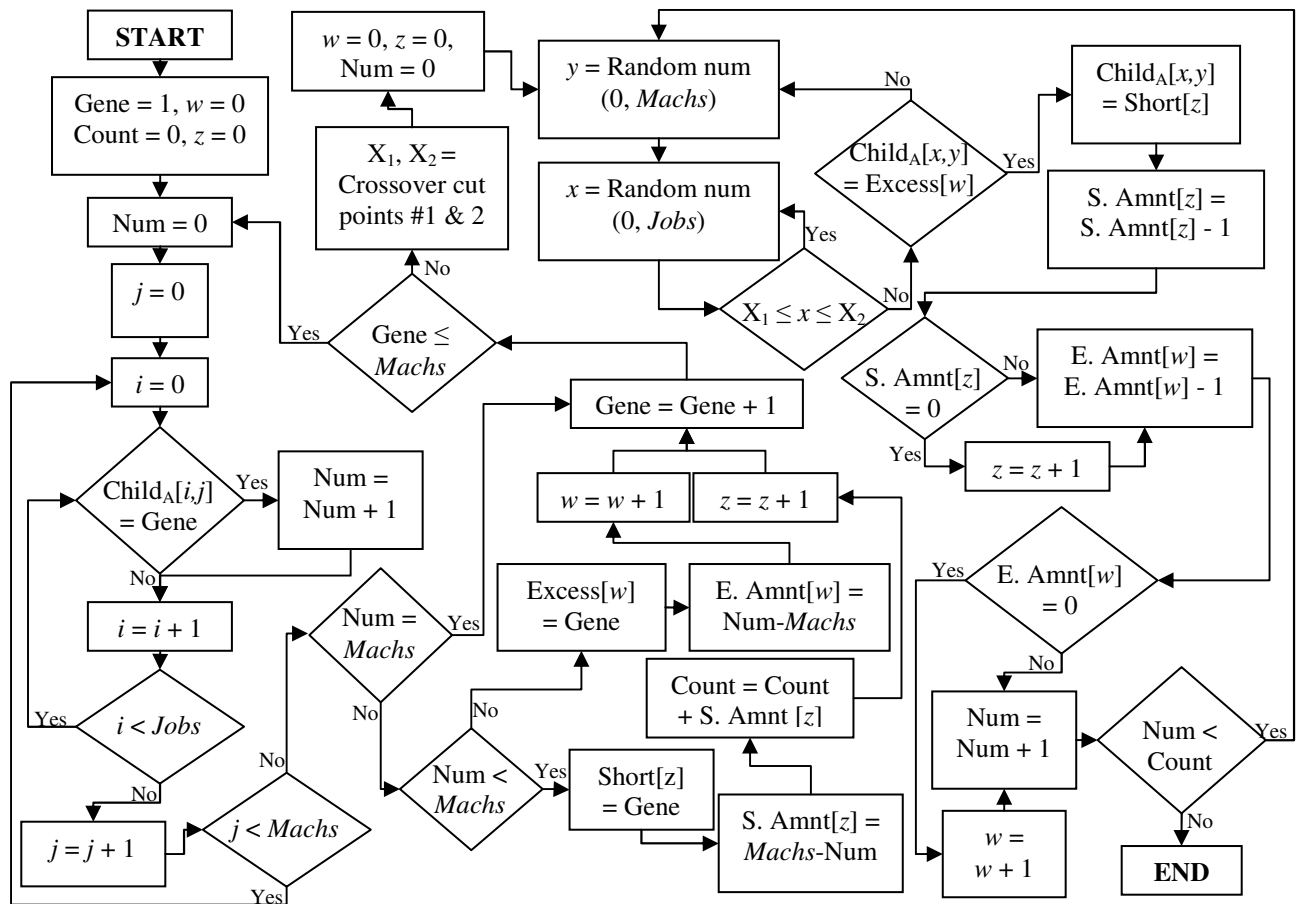 START
Gene = 1, w = 0
Count = 0, z = 0
Num = 0
j = 0
i = 0
Child_A[i,j]
= Gene
Yes
No
Num =
Num + 1
i = i + 1
i < Jobs
Yes
No
j = j + 1
j < Machs
Yes
No
Num =
Machs
Yes
No
Num <
Machs
No
Yes
Excess[w]
= Gene
E. Amnt[w] =
Num-Machs
w = w + 1
Short[z]
= Gene
S. Amnt[z] =
Machs-Num
Count = Count
+ S. Amnt [z]
z = z + 1
Gene = Gene + 1
Gene ≤
Machs
Yes
No
X₁, X₂ =
Crossover cut
points #1 & 2
w = 0, z = 0,
Num = 0
y = Random num
(0, Machs)
x = Random num
(0, Jobs)
X₁ ≤ x ≤ X₂
Yes
No
Child_A[x,y]
= Excess[w]
No
Yes
Child_A[x,y]
= Short[z]
S. Amnt[z] =
S. Amnt[z] - 1
S. Amnt[z]
= 0
No
Yes
z = z + 1
E. Amnt[w] =
E. Amnt[w] - 1
E. Amnt[w]
= 0
Yes
No
w =
w + 1
Num =
Num + 1
Num <
Count
Yes
No
END